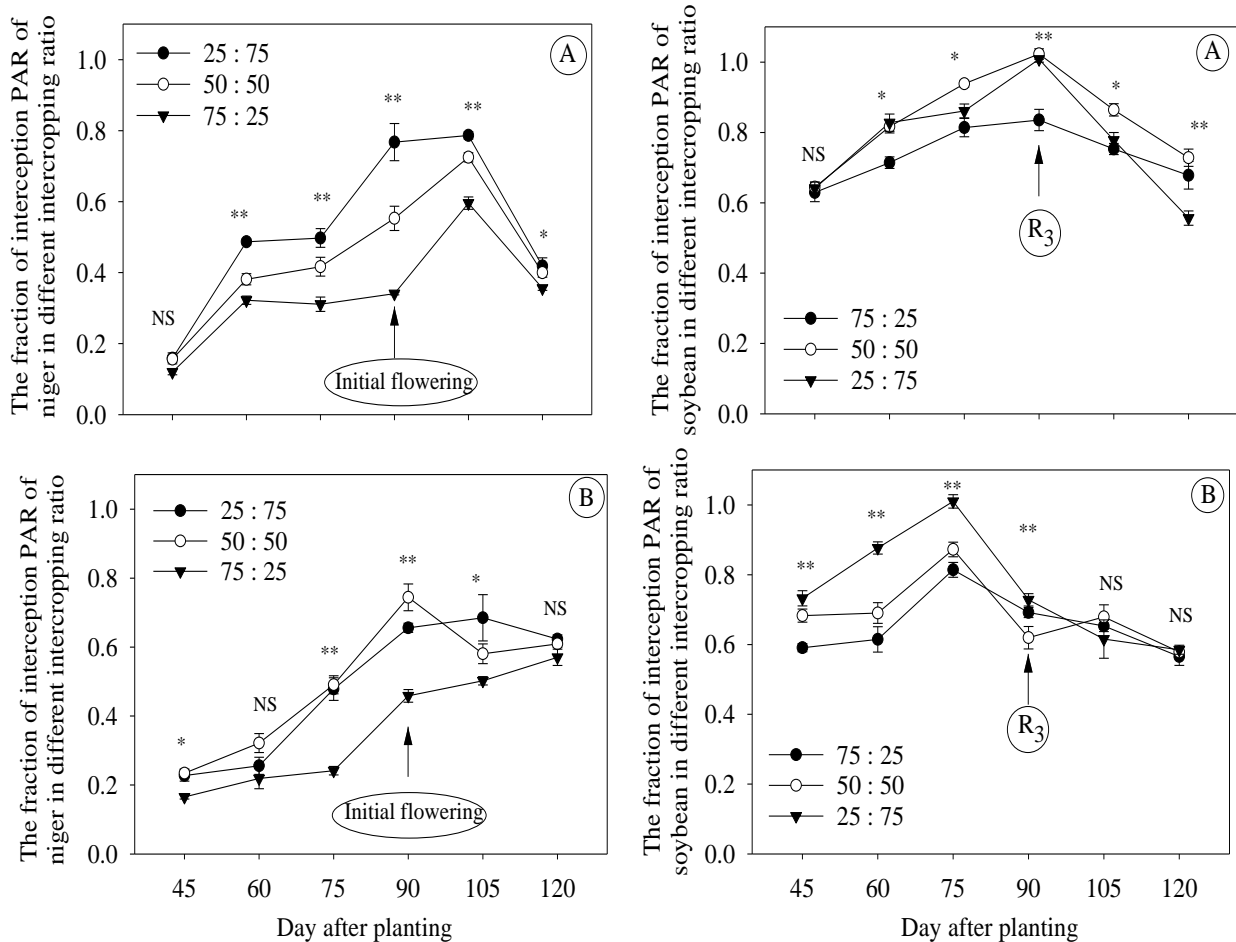 The fraction of interception PAR of
niger in different intercropping ratio
1.0
0.8
0.6
0.4
0.2
0.0
25 : 75
50 : 50
75 : 25
A
NS
**
**
**
**
*
Initial flowering
The fraction of interception PAR of
soybean in different intercropping ratio
1.0
0.8
0.6
0.4
0.2
0.0
A
NS
*
*
**
*
**
R3
75 : 25
50 : 50
25 : 75
The fraction of interception PAR of
niger in different intercropping ratio
1.0
0.8
0.6
0.4
0.2
0.0
25 : 75
50 : 50
75 : 25
B
*
NS
**
**
*
NS
Initial flowering
45 60 75 90 105 120
Day after planting
The fraction of interception PAR of
soybean in different intercropping ratio
1.0
0.8
0.6
0.4
0.2
0.0
B
**
**
**
**
NS
NS
R3
75 : 25
50 : 50
25 : 75
45 60 75 90 105 120
Day after planting